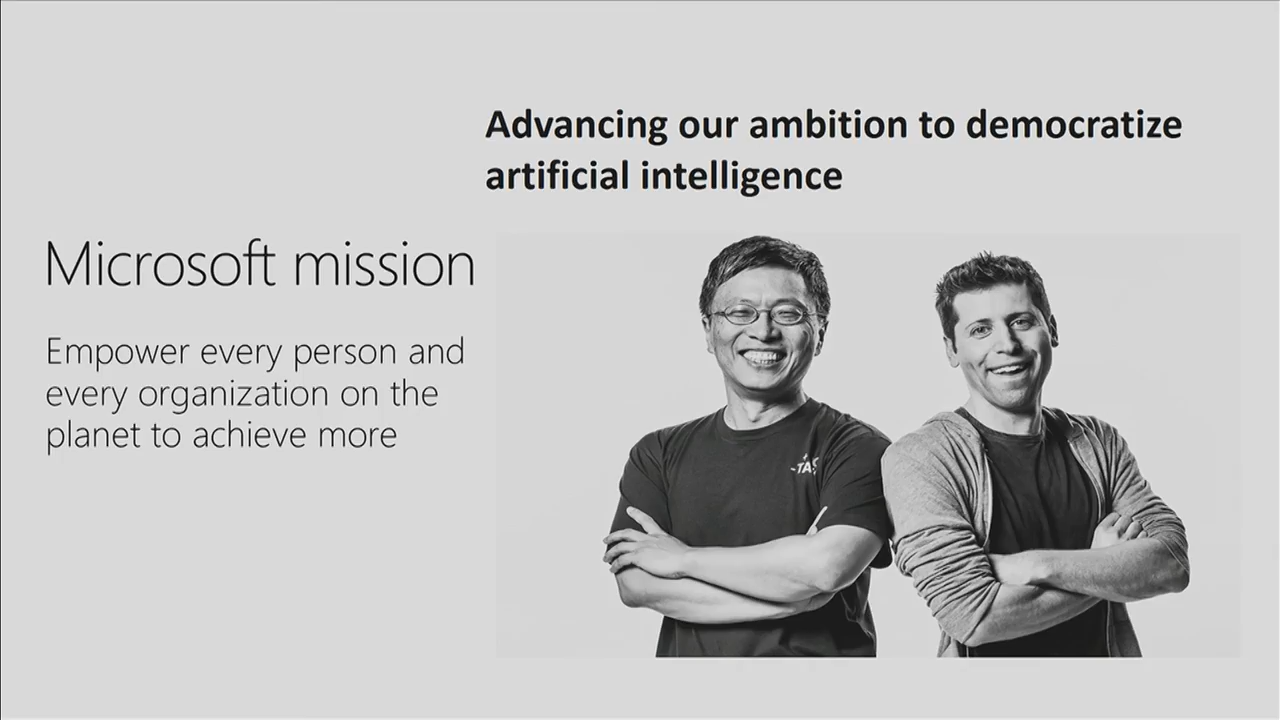 Advancing our ambition to democratize
artificial intelligence
Microsoft mission
Empower every person and
every organization on the
planet to achieve more